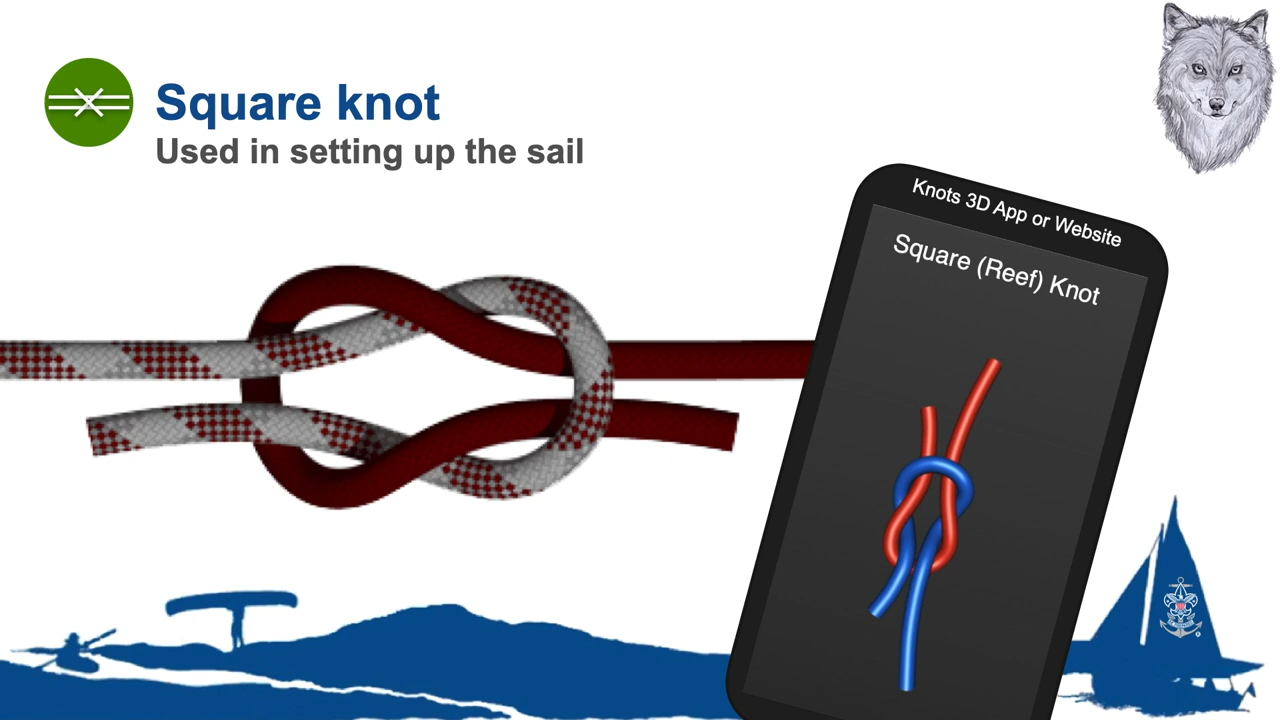 Square knot
Used in setting up the sail
Knots 3D App or Website
Square (Reef) Knot